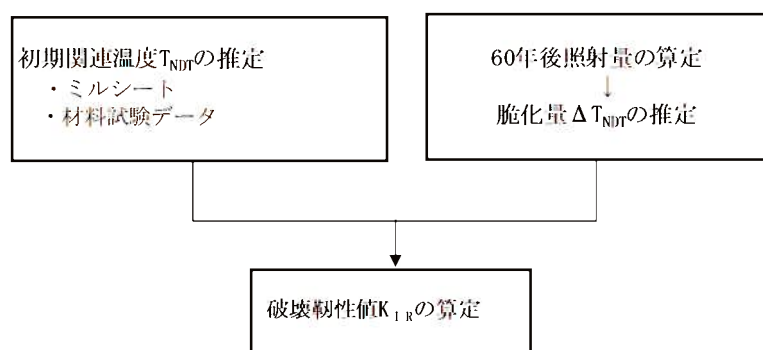 初期関連温度TNDTの推定
・ミルシート
・材料試験データ
60年後照射量の算定
↓
脆化量ΔTNDTの推定
破壊靭性値KIRの算定